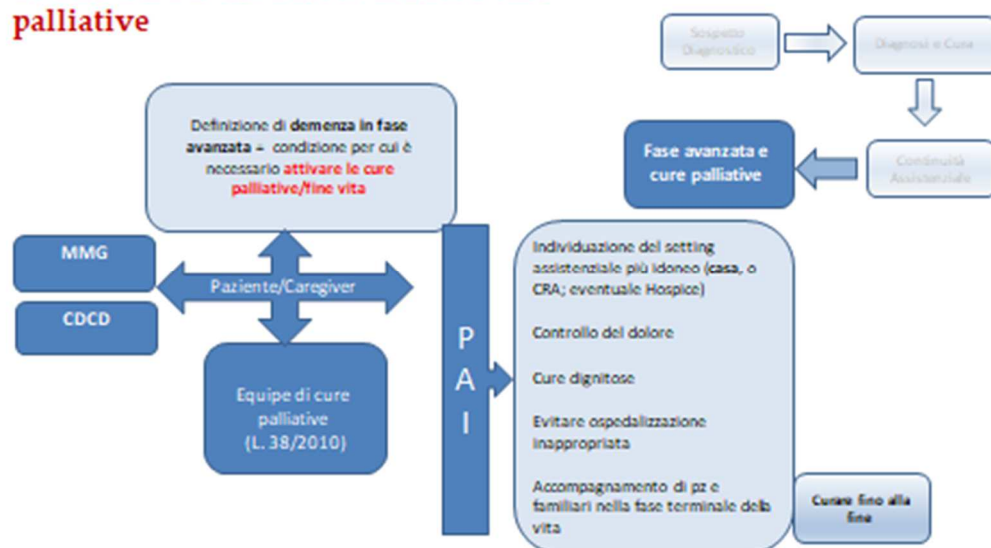 palliative
Sospetto
Diagnostico
Diagnosi e Cura
Definizione di demenza in fase
avanzata = condizione per cui è
necessario attivare le cure
palliative/fine vita
Fase avanzata e
cure palliative
Continuità
Assistenziale
MMG
CDCD
Paziente/Caregiver
Equipe di cure
palliative
(L. 38/2010)
P
A
I
Individuazione del setting
assistenziale più idoneo (casa, o
CRA; eventuale Hospice)
Controllo del dolore
Cure dignitose
Evitare ospedalizzazione
inappropriata
Accompagnamento di pz e
familiari nella fase terminale della
vita
Curare fino alla
fine